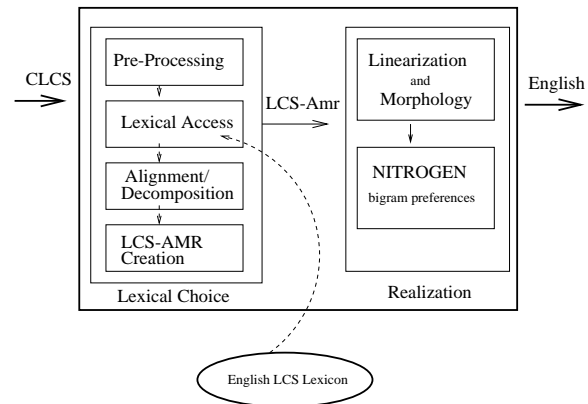 CLCS
Pre-Processing
Lexical Access
Alignment/
Decomposition
LCS-AMR
Creation
Lexical Choice
LCS-Amr
Linearization
and
Morphology
NITROGEN
bigram preferences
Realization
English
English LCS Lexicon